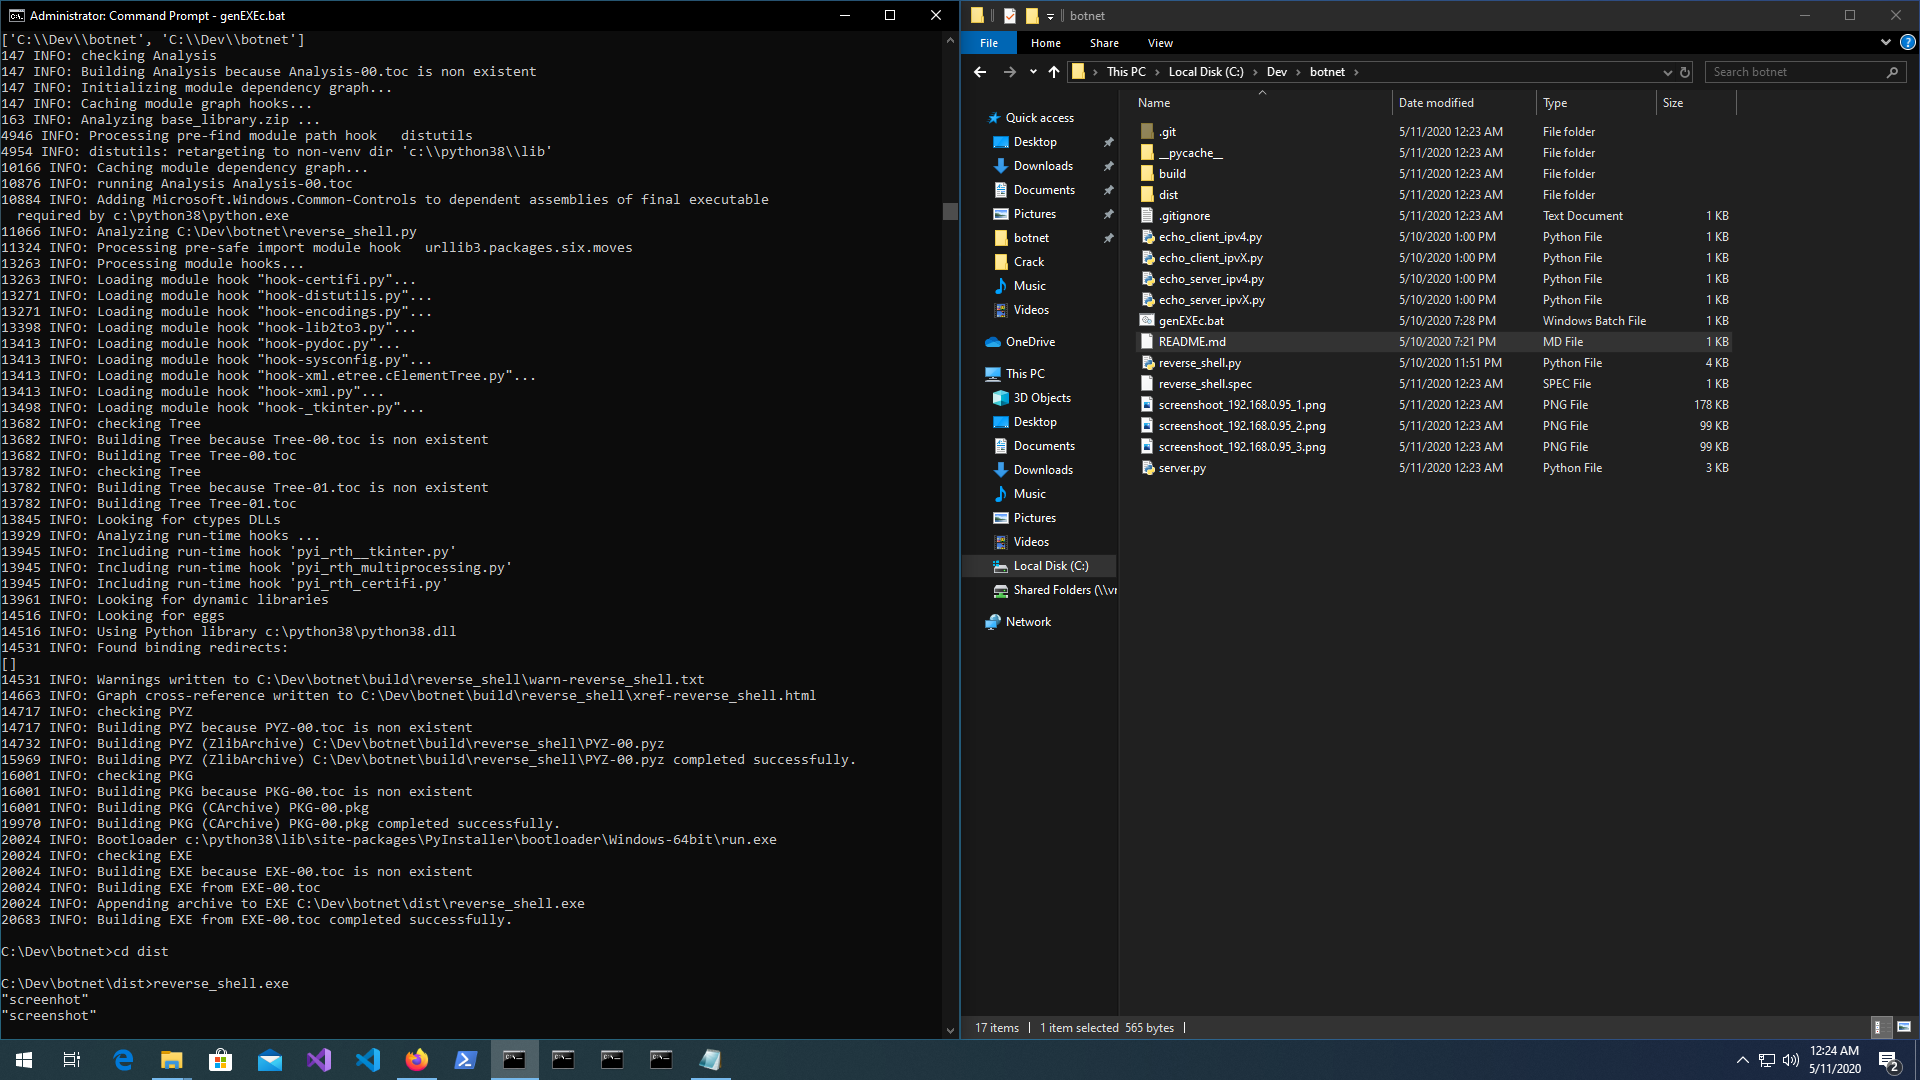 Administrator: Command Prompt - genEXEc.bat
['C:\\Dev\\botnet', 'C:\\Dev\\botnet']
147 INFO: checking Analysis
147 INFO: Building Analysis because Analysis-00.toc is non existent
147 INFO: Initializing module dependency graph...
147 INFO: Caching module graph hooks...
163 INFO: Analyzing base_library.zip ...
4946 INFO: Processing pre-find module path hook   distutils
4954 INFO: distutils: retargeting to non-venv dir 'c:\\python38\\lib'
10166 INFO: Caching module dependency graph...
10876 INFO: running Analysis Analysis-00.toc
10884 INFO: Adding Microsoft.Windows.Common-Controls to dependent assemblies of final executable
  required by c:\python38\python.exe
11066 INFO: Analyzing C:\Dev\botnet\reverse_shell.py
11324 INFO: Processing pre-safe import module hook   urllib3.packages.six.moves
13263 INFO: Processing module hooks...
13263 INFO: Loading module hook "hook-certifi.py"...
13271 INFO: Loading module hook "hook-distutils.py"...
13271 INFO: Loading module hook "hook-encodings.py"...
13398 INFO: Loading module hook "hook-lib2to3.py"...
13413 INFO: Loading module hook "hook-pydoc.py"...
13413 INFO: Loading module hook "hook-sysconfig.py"...
13413 INFO: Loading module hook "hook-xml.etree.cElementTree.py"...
13413 INFO: Loading module hook "hook-xml.py"...
13498 INFO: Loading module hook "hook-_tkinter.py"...
13682 INFO: checking Tree
13682 INFO: Building Tree because Tree-00.toc is non existent
13682 INFO: Building Tree Tree-00.toc
13782 INFO: checking Tree
13782 INFO: Building Tree because Tree-01.toc is non existent
13782 INFO: Building Tree Tree-01.toc
13845 INFO: Looking for ctypes DLLs
13929 INFO: Analyzing run-time hooks ...
13945 INFO: Including run-time hook 'pyi_rth__tkinter.py'
13945 INFO: Including run-time hook 'pyi_rth_multiprocessing.py'
13945 INFO: Including run-time hook 'pyi_rth_certifi.py'
13961 INFO: Looking for dynamic libraries
14516 INFO: Looking for eggs
14516 INFO: Using Python library c:\python38\python38.dll
14531 INFO: Found binding redirects:
[]
14531 INFO: Warnings written to C:\Dev\botnet\build\reverse_shell\warn-reverse_shell.txt
14663 INFO: Graph cross-reference written to C:\Dev\botnet\build\reverse_shell\xref-reverse_shell.html
14717 INFO: checking PYZ
14717 INFO: Building PYZ because PYZ-00.toc is non existent
14732 INFO: Building PYZ (ZlibArchive) C:\Dev\botnet\build\reverse_shell\PYZ-00.pyz
15969 INFO: Building PYZ (ZlibArchive) C:\Dev\botnet\build\reverse_shell\PYZ-00.pyz completed successfully.
16001 INFO: checking PKG
16001 INFO: Building PKG because PKG-00.toc is non existent
16001 INFO: Building PKG (CArchive) PKG-00.pkg
19970 INFO: Building PKG (CArchive) PKG-00.pkg completed successfully.
20024 INFO: Bootloader c:\python38\lib\site-packages\PyInstaller\bootloader\Windows-64bit\run.exe
20024 INFO: checking EXE
20024 INFO: Building EXE because EXE-00.toc is non existent
20024 INFO: Building EXE from EXE-00.toc
20024 INFO: Appending archive to EXE C:\Dev\botnet\dist\reverse_shell.exe
20683 INFO: Building EXE from EXE-00.toc completed successfully.
C:\Dev\botnet>cd dist
C:\Dev\botnet\dist>reverse_shell.exe
"screenhot"
"screenshot"
botnet
File Home Share View
This PC > Local Disk (C:) > Dev > botnet >
Search botnet
Quick access
Desktop
Downloads
Documents
Pictures
botnet
Crack
Music
Videos
OneDrive
This PC
3D Objects
Desktop
Documents
Downloads
Music
Pictures
Videos
Local Disk (C:)
Shared Folders (\\vr
Network
Name Date modified Type Size
.git 5/11/2020 12:23 AM File folder
__pycache__ 5/11/2020 12:23 AM File folder
build 5/11/2020 12:23 AM File folder
dist 5/11/2020 12:23 AM File folder
.gitignore 5/11/2020 12:23 AM Text Document 1 KB
echo_client_ipv4.py 5/10/2020 1:00 PM Python File 1 KB
echo_client_ipvX.py 5/10/2020 1:00 PM Python File 1 KB
echo_server_ipv4.py 5/10/2020 1:00 PM Python File 1 KB
echo_server_ipvX.py 5/10/2020 1:00 PM Python File 1 KB
genEXEc.bat 5/10/2020 7:28 PM Windows Batch File 1 KB
README.md 5/10/2020 7:21 PM MD File 1 KB
reverse_shell.py 5/10/2020 11:51 PM Python File 4 KB
reverse_shell.spec 5/11/2020 12:23 AM SPEC File 1 KB
screenshoot_192.168.0.95_1.png 5/11/2020 12:23 AM PNG File 178 KB
screenshoot_192.168.0.95_2.png 5/11/2020 12:23 AM PNG File 99 KB
screenshoot_192.168.0.95_3.png 5/11/2020 12:23 AM PNG File 99 KB
server.py 5/11/2020 12:23 AM Python File 3 KB
17 items 1 item selected 565 bytes
12:24 AM
5/11/2020
2